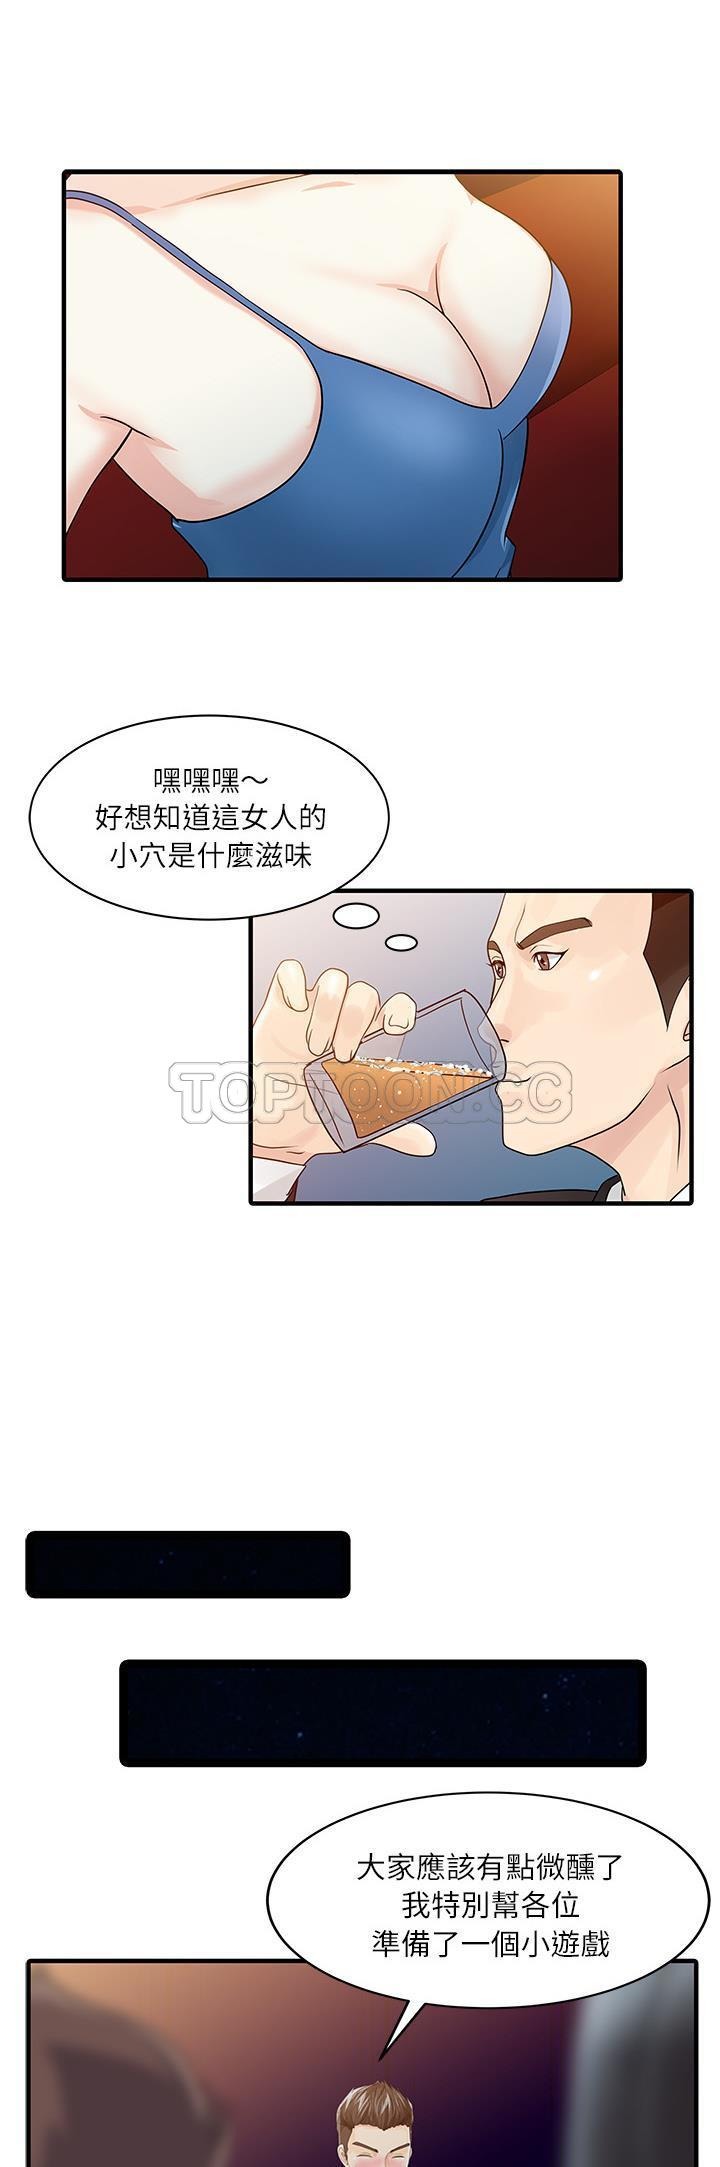 嘿嘿嘿～
好想知道這女人的
小穴是什麼滋味
TOPTOON.CC
大家應該有點微醺了
我特別幫各位
準備了一個小遊戲